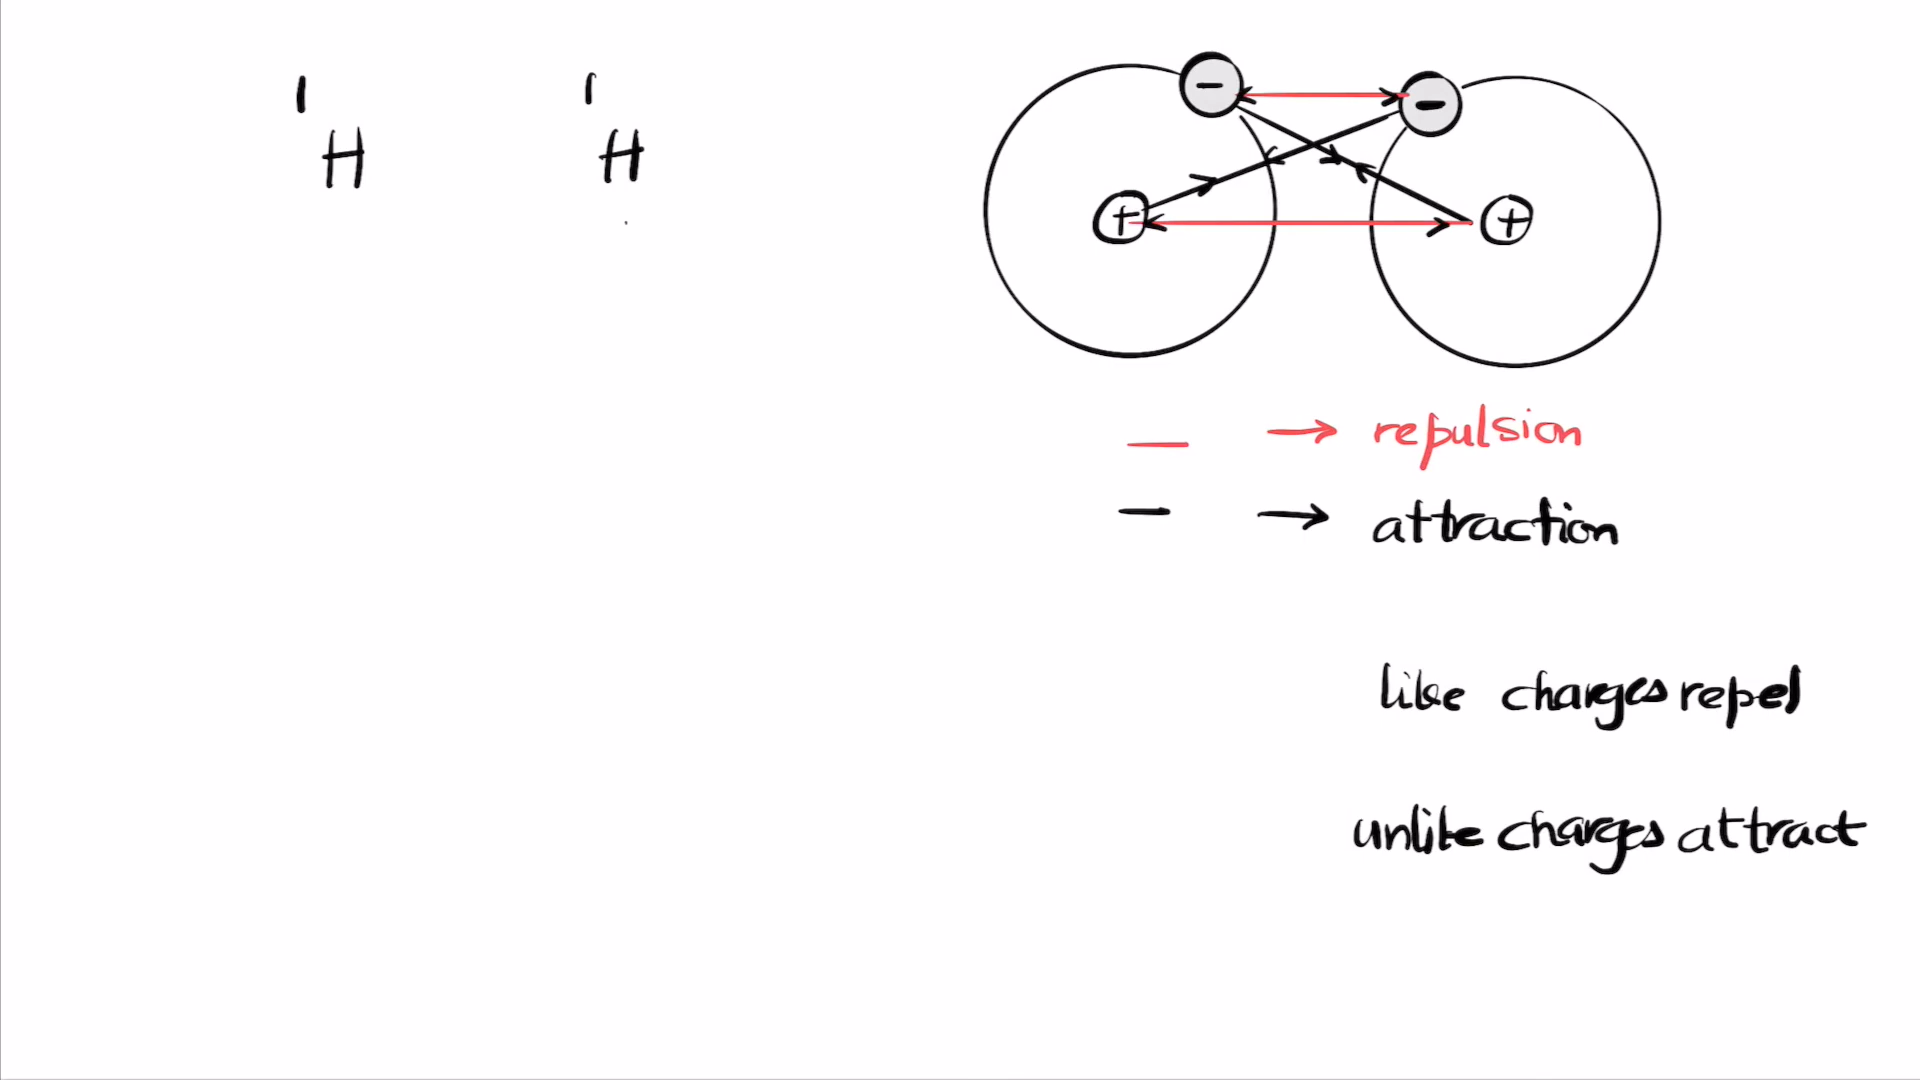 1 1
H H
- -
+ +
— → repulsion
— → attraction
like charges repel
unlike charges attract